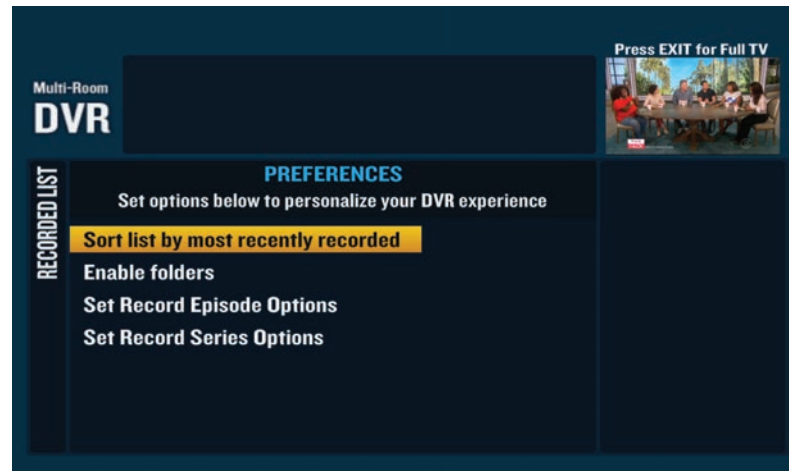 Press EXIT for Full TV
Multi-Room
DVR
RECORDED LIST
PREFERENCES
Set options below to personalize your DVR experience
Sort list by most recently recorded
Enable folders
Set Record Episode Options
Set Record Series Options